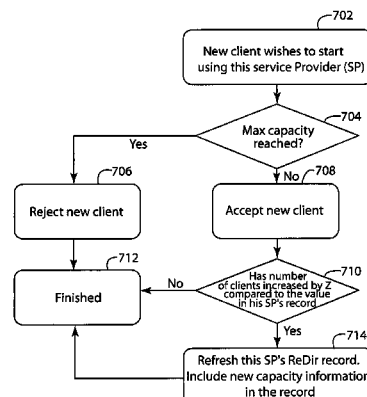 702
New client wishes to start
using this service Provider (SP)
704
Max capacity
reached?
Yes
No
706
Reject new client
708
Accept new client
712
Finished
No
710
Has number
of clients increased by Z
compared to the value
in his SP's record
Yes
714
Refresh this SP's ReDir record.
Include new capacity information
in the record